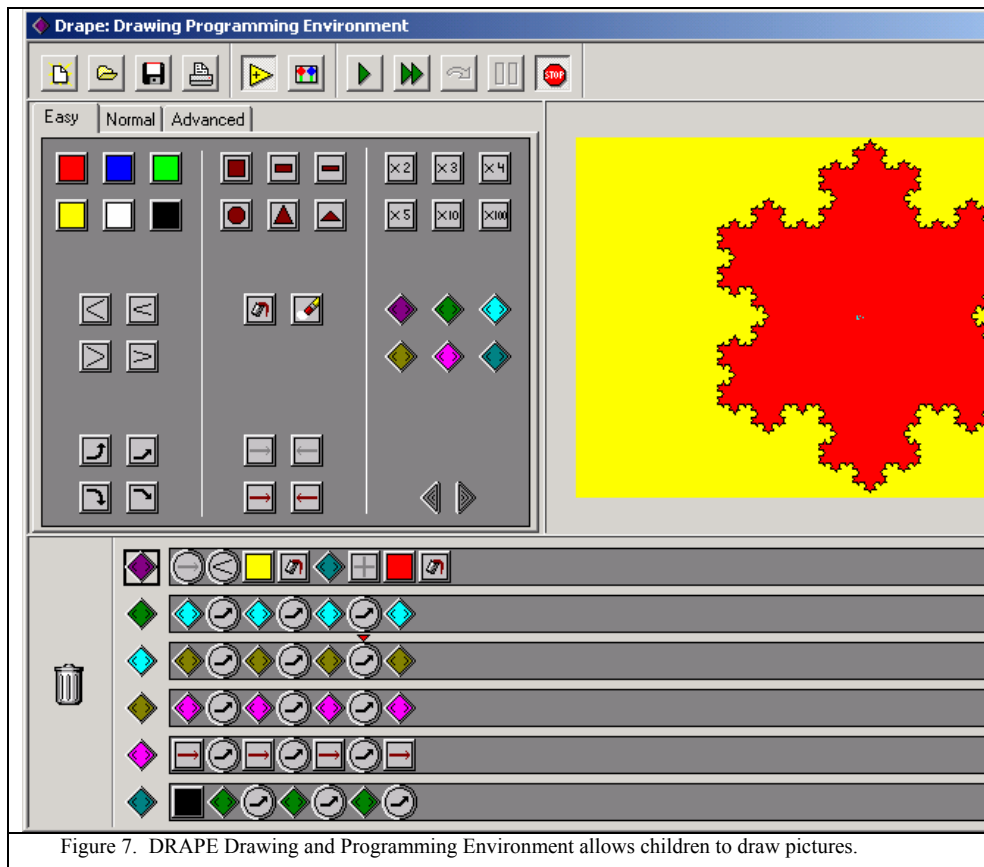 Drape: Drawing Programming Environment
STOP
Easy Normal Advanced
×2 ×3 ×4
×5 ×10 ×100
Figure 7. DRAPE Drawing and Programming Environment allows children to draw pictures.